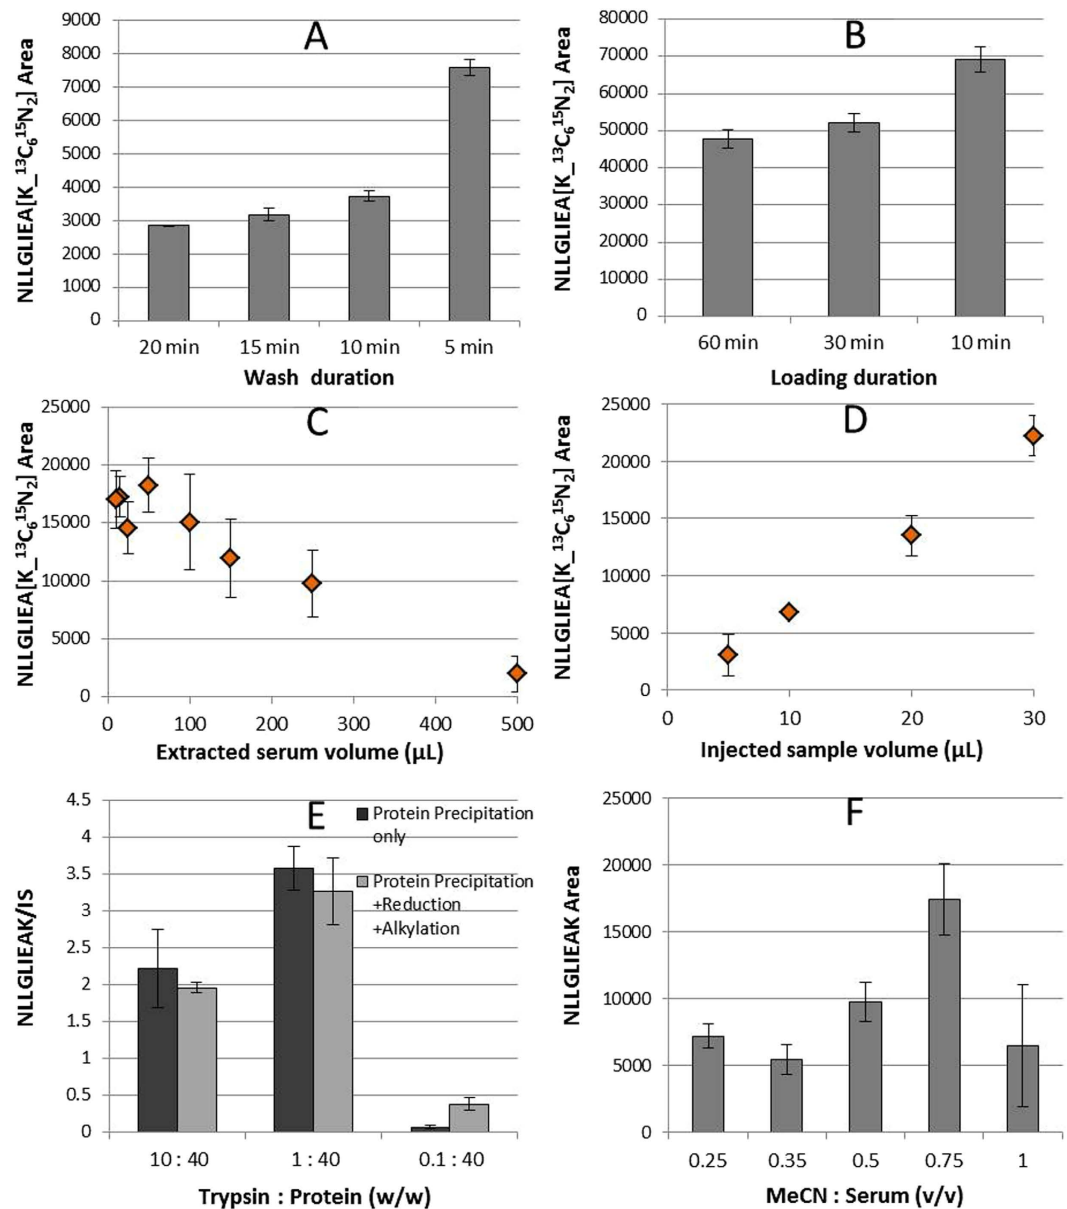 A
NLLGLIEA[K_¹³C₆¹⁵N₂] Area
9000
8000
7000
6000
5000
4000
3000
2000
1000
0
20 min 15 min 10 min 5 min
Wash duration
B
NLLGLIEA[K_¹³C₆¹⁵N₂] Area
80000
70000
60000
50000
40000
30000
20000
10000
0
60 min 30 min 10 min
Loading duration
C
NLLGLIEA[K_¹³C₆¹⁵N₂] Area
25000
20000
15000
10000
5000
0
0 100 200 300 400 500
Extracted serum volume (μL)
D
NLLGLIEA[K_¹³C₆¹⁵N₂] Area
25000
20000
15000
10000
5000
0
0 10 20 30
Injected sample volume (μL)
E
NLLGLIEAK/IS
4.5
4
3.5
3
2.5
2
1.5
1
0.5
0
Protein Precipitation
only
Protein Precipitation
+Reduction
+Alkylation
10 : 40 1 : 40 0.1 : 40
Trypsin : Protein (w/w)
F
NLLGLIEAK Area
25000
20000
15000
10000
5000
0
0.25 0.35 0.5 0.75 1
MeCN : Serum (v/v)